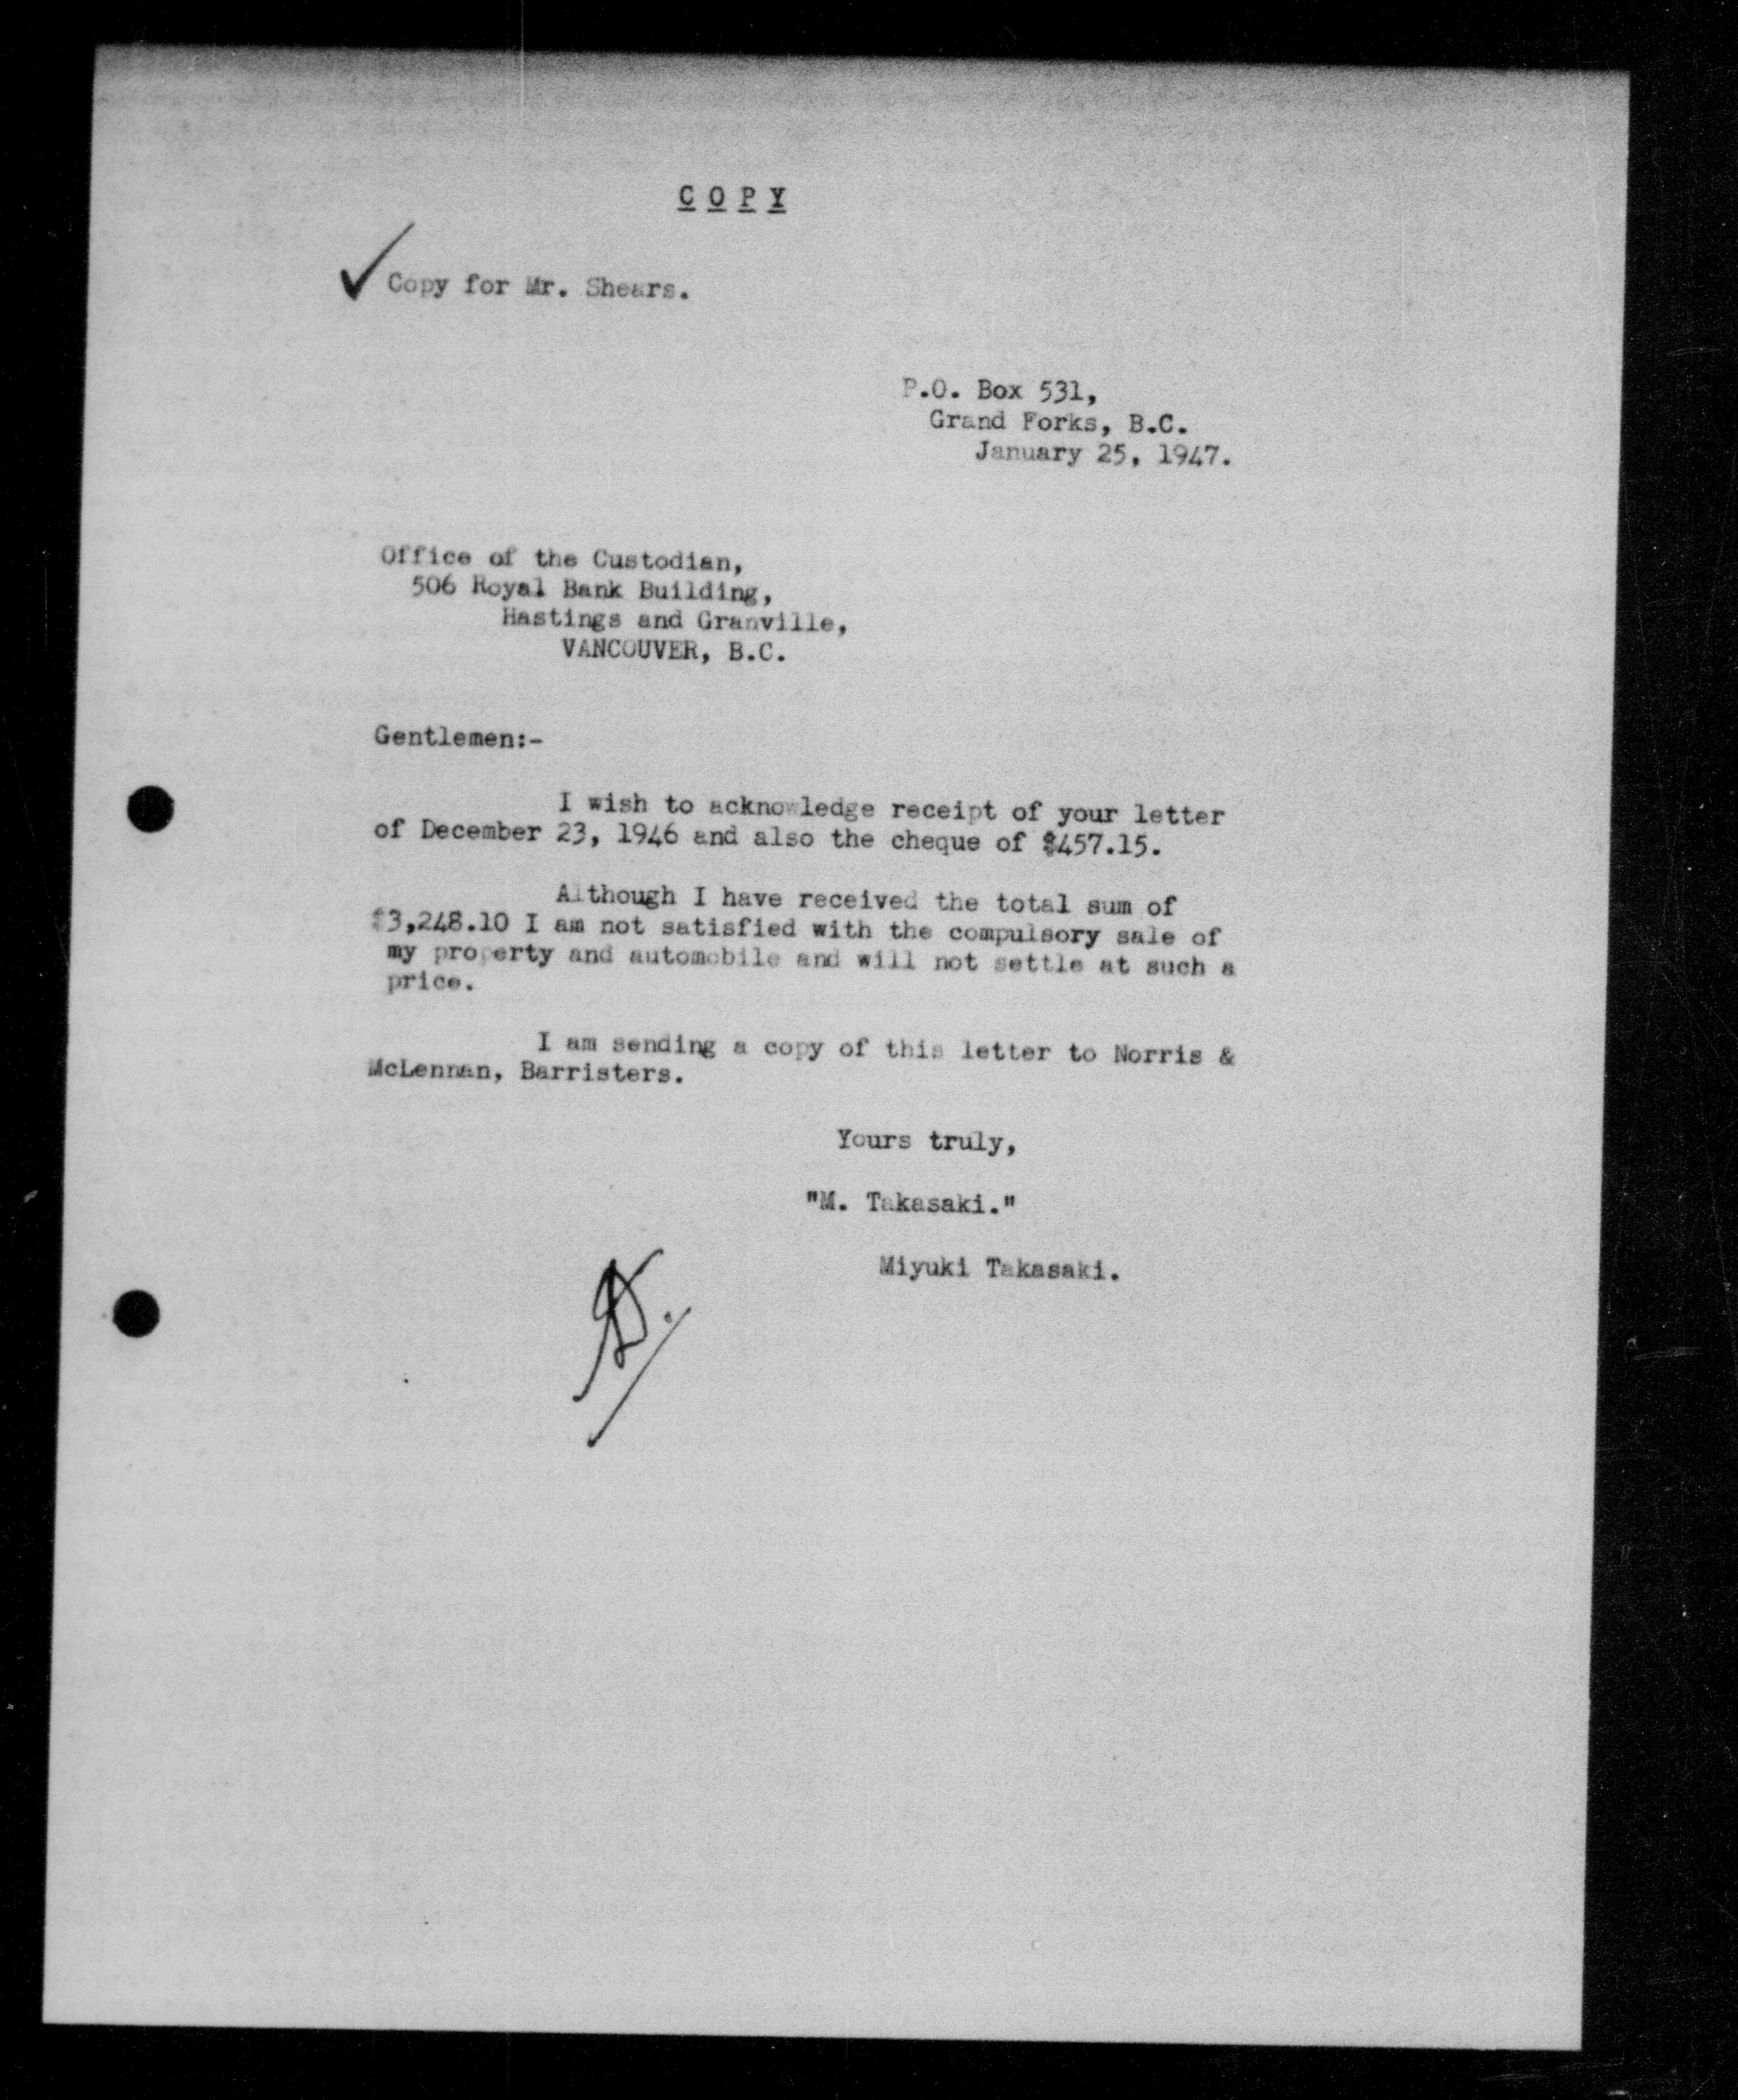 COPY
Copy for Mr. Shears.
P.O. Box 531,
Grand Forks, B.C.
January 25, 1947.
Office of the Custodian,
506 Royal Bank Building,
Hastings and Granville,
VANCOUVER, B.C.
Gentlemen:-
I wish to acknowledge receipt of your letter
of December 23, 1946 and also the cheque of $457.15.
Although I have received the total sum of
$3,248.10 I am not satisfied with the compulsory sale of
my property and automobile and will not settle at such a
price.
I am sending a copy of this letter to Norris &
McLennan, Barristers.
Yours truly,
"M. Takasaki."
Miyuki Takasaki.